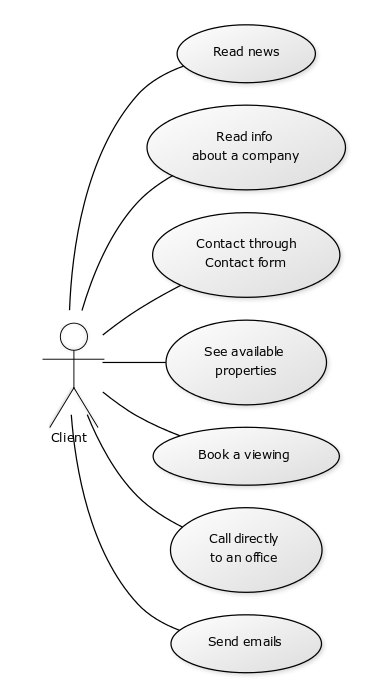 Read news
Read info
about a company
Contact through
Contact form
See available
properties
Client
Book a viewing
Call directly
to an office
Send emails